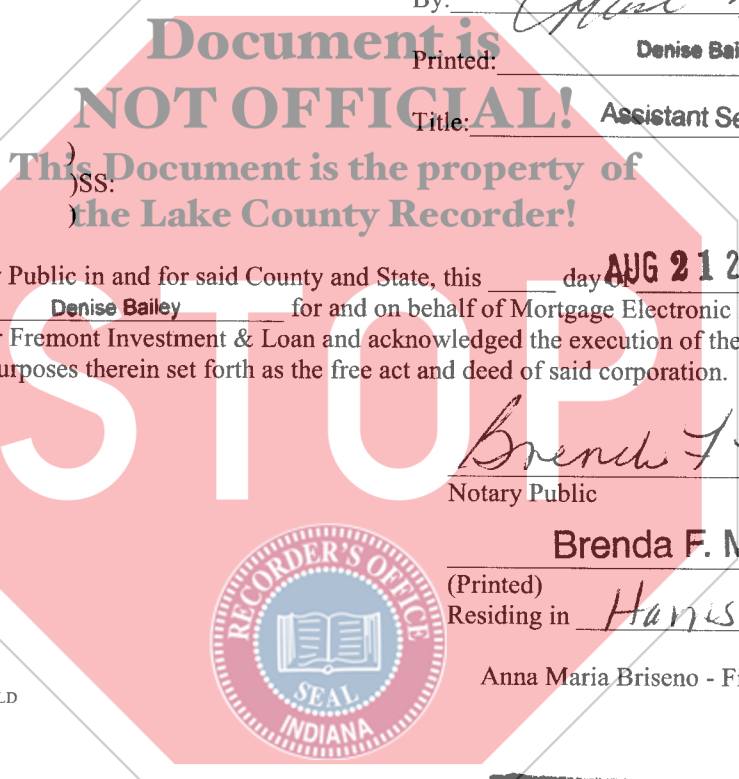 By:
Document is
Printed: Denise Bai
NOT OFFICIAL!
Title: Assistant Se
)
This Document is the property of
)SS:
)
the Lake County Recorder!
Public in and for said County and State, this ______ day of AUG 21 2
Denise Bailey for and on behalf of Mortgage Electronic
Fremont Investment & Loan and acknowledged the execution of the
urposes therein set forth as the free act and deed of said corporation.
STOP
Brenda F
Notary Public
Brenda F. M
(Printed)
Residing in Harris
RECORDER'S OFFICE
SEAL
INDIANA
Anna Maria Briseno - F
LD